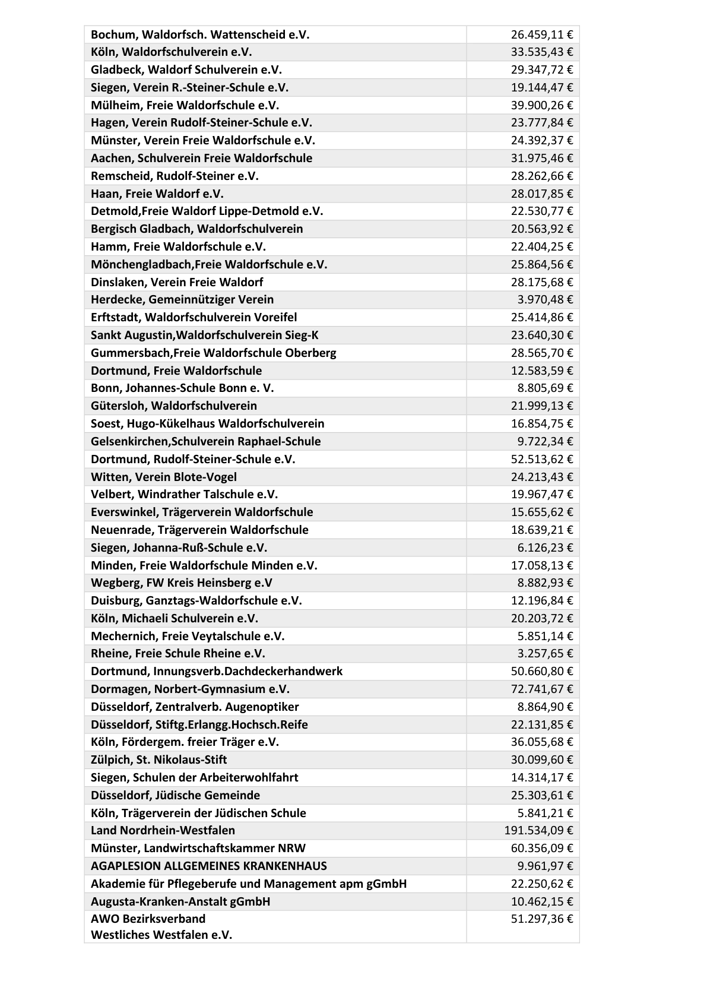 Bochum, Waldorfsch. Wattenscheid e.V. 26.459,11 €
Köln, Waldorfschulverein e.V. 33.535,43 €
Gladbeck, Waldorf Schulverein e.V. 29.347,72 €
Siegen, Verein R.-Steiner-Schule e.V. 19.144,47 €
Mülheim, Freie Waldorfschule e.V. 39.900,26 €
Hagen, Verein Rudolf-Steiner-Schule e.V. 23.777,84 €
Münster, Verein Freie Waldorfschule e.V. 24.392,37 €
Aachen, Schulverein Freie Waldorfschule 31.975,46 €
Remscheid, Rudolf-Steiner e.V. 28.262,66 €
Haan, Freie Waldorf e.V. 28.017,85 €
Detmold,Freie Waldorf Lippe-Detmold e.V. 22.530,77 €
Bergisch Gladbach, Waldorfschulverein 20.563,92 €
Hamm, Freie Waldorfschule e.V. 22.404,25 €
Mönchengladbach,Freie Waldorfschule e.V. 25.864,56 €
Dinslaken, Verein Freie Waldorf 28.175,68 €
Herdecke, Gemeinnütziger Verein 3.970,48 €
Erftstadt, Waldorfschulverein Voreifel 25.414,86 €
Sankt Augustin,Waldorfschulverein Sieg-K 23.640,30 €
Gummersbach,Freie Waldorfschule Oberberg 28.565,70 €
Dortmund, Freie Waldorfschule 12.583,59 €
Bonn, Johannes-Schule Bonn e. V. 8.805,69 €
Gütersloh, Waldorfschulverein 21.999,13 €
Soest, Hugo-Kükelhaus Waldorfschulverein 16.854,75 €
Gelsenkirchen,Schulverein Raphael-Schule 9.722,34 €
Dortmund, Rudolf-Steiner-Schule e.V. 52.513,62 €
Witten, Verein Blote-Vogel 24.213,43 €
Velbert, Windrather Talschule e.V. 19.967,47 €
Everswinkel, Trägerverein Waldorfschule 15.655,62 €
Neuenrade, Trägerverein Waldorfschule 18.639,21 €
Siegen, Johanna-Ruß-Schule e.V. 6.126,23 €
Minden, Freie Waldorfschule Minden e.V. 17.058,13 €
Wegberg, FW Kreis Heinsberg e.V 8.882,93 €
Duisburg, Ganztags-Waldorfschule e.V. 12.196,84 €
Köln, Michaeli Schulverein e.V. 20.203,72 €
Mechernich, Freie Veytalschule e.V. 5.851,14 €
Rheine, Freie Schule Rheine e.V. 3.257,65 €
Dortmund, Innungsverb.Dachdeckerhandwerk 50.660,80 €
Dormagen, Norbert-Gymnasium e.V. 72.741,67 €
Düsseldorf, Zentralverb. Augenoptiker 8.864,90 €
Düsseldorf, Stiftg.Erlangg.Hochsch.Reife 22.131,85 €
Köln, Fördergem. freier Träger e.V. 36.055,68 €
Zülpich, St. Nikolaus-Stift 30.099,60 €
Siegen, Schulen der Arbeiterwohlfahrt 14.314,17 €
Düsseldorf, Jüdische Gemeinde 25.303,61 €
Köln, Trägerverein der Jüdischen Schule 5.841,21 €
Land Nordrhein-Westfalen 191.534,09 €
Münster, Landwirtschaftskammer NRW 60.356,09 €
AGAPLESION ALLGEMEINES KRANKENHAUS 9.961,97 €
Akademie für Pflegeberufe und Management apm gGmbH 22.250,62 €
Augusta-Kranken-Anstalt gGmbH 10.462,15 €
AWO Bezirksverband 51.297,36 €
Westliches Westfalen e.V.